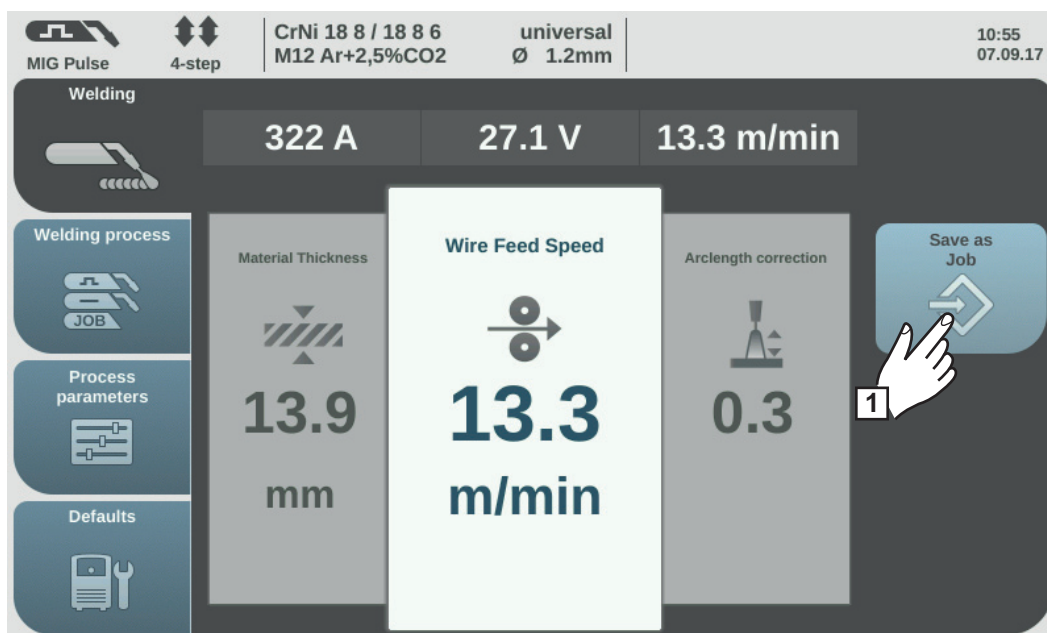 MIG Pulse
4-step
CrNi 18 8 / 18 8 6 universal
M12 Ar+2,5%CO2 Ø 1.2mm
10:55
07.09.17
Welding
322 A
27.1 V
13.3 m/min
Welding process
JOB
Process
parameters
Defaults
Material Thickness
13.9
mm
Wire Feed Speed
13.3
m/min
Arclength correction
0.3
Save as
Job
1